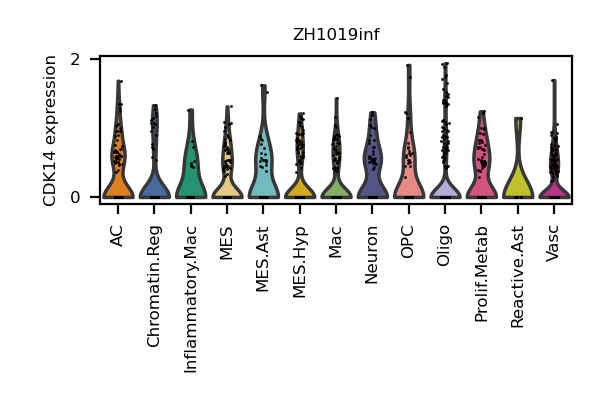 ZH1019inf
CDK14 expression
2
0
AC
Chromatin.Reg
Inflammatory.Mac
MES
MES.Ast
MES.Hyp
Mac
Neuron
OPC
Oligo
Prolif.Metab
Reactive.Ast
Vasc